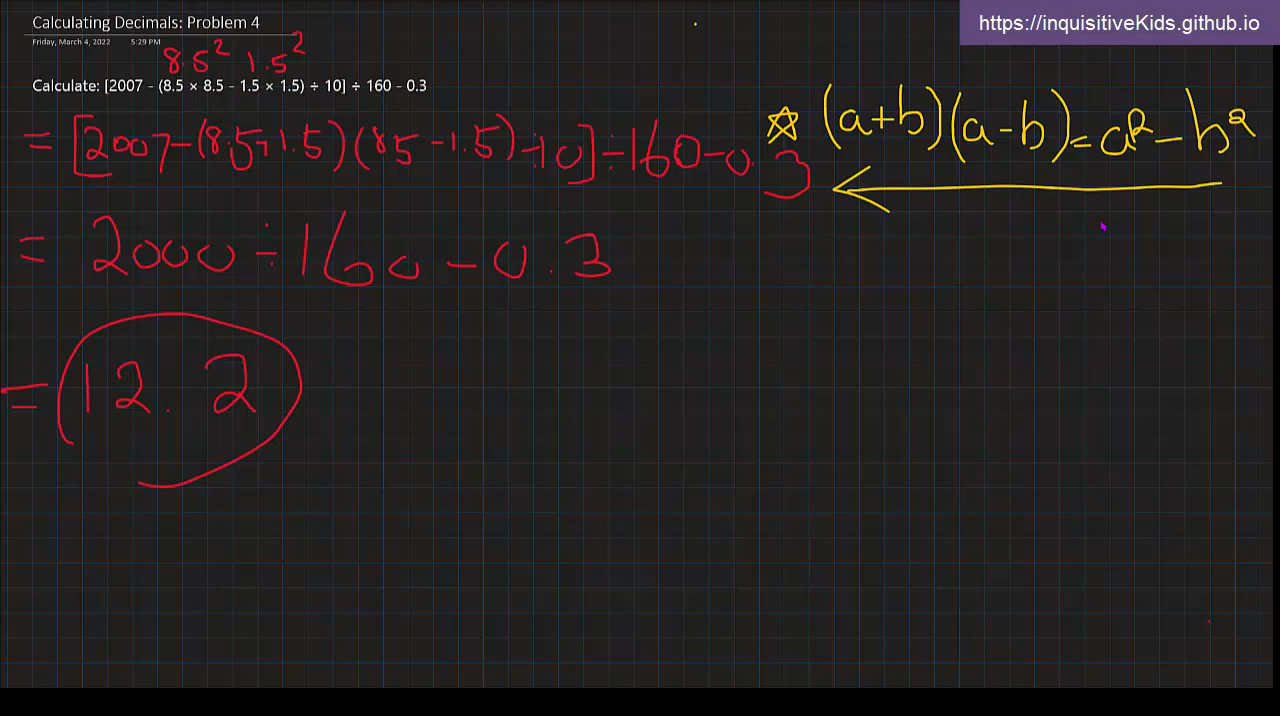 Calculating Decimals: Problem 4
https://inquisitiveKids.github.io
Friday, March 4, 2022 5:29 PM
8.5² 1.5²
Calculate: [2007 - (8.5 × 8.5 - 1.5 × 1.5) ÷ 10] ÷ 160 - 0.3
☆ (a+b)(a-b)=a²-b²
= [2007-(8.5+1.5)(85-1.5)÷10]÷160-0.3
= 2000÷160-0.3
= 12.2